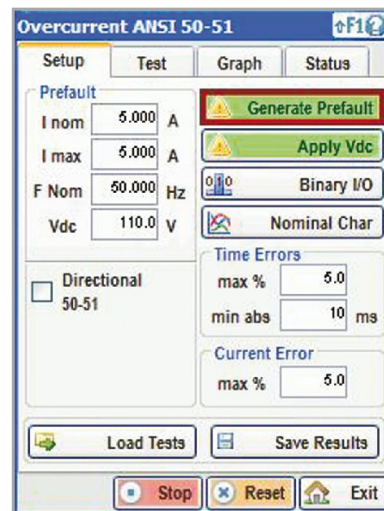 Overcurrent ANSI 50-51 F1
Setup Test Graph Status
Prefault
I nom 5.000 A
I max 5.000 A
F Nom 50.000 Hz
Vdc 110.0 V
Generate Prefault
Apply Vdc
010 Binary I/O
Nominal Char
Directional
50-51
Time Errors
max % 5.0
min abs 10 ms
Current Error
max % 5.0
Load Tests Save Results
Stop Reset Exit